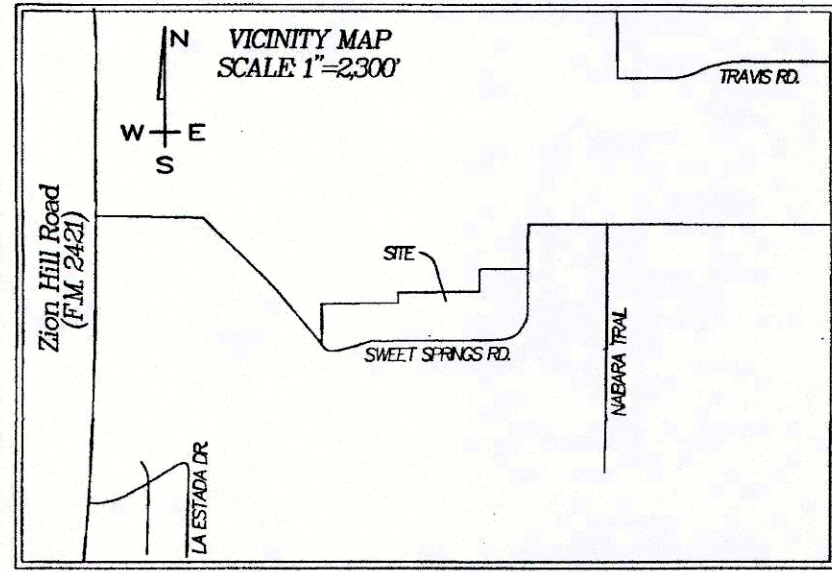 N
VICINITY MAP
SCALE: 1"=2,300'
W E
S
TRAVIS RD.
Zion Hill Road
(F.M. 2421)
SITE
SWEET SPRINGS RD.
NABARA TRAL
LA ESTADA DR